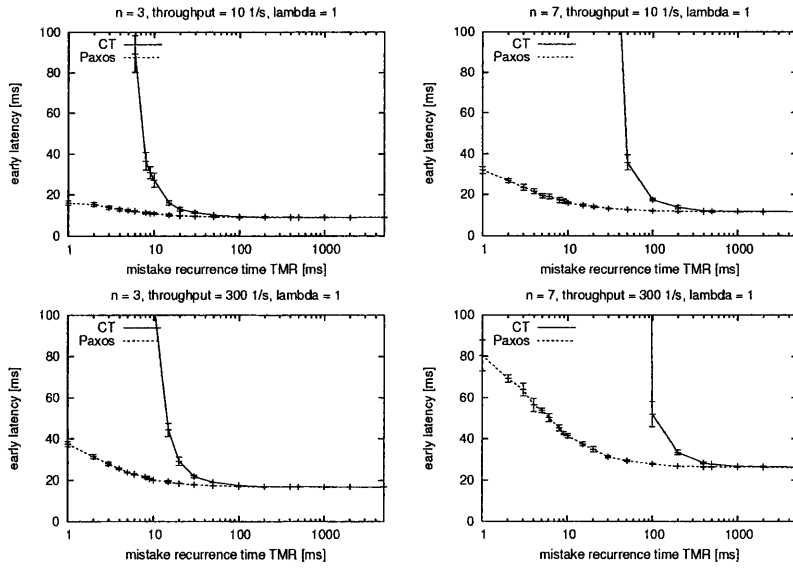 n = 3, throughput = 10 1/s, lambda = 1
100
80
60
40
20
0
early latency [ms]
CT
Paxos
1 10 100 1000
mistake recurrence time TMR [ms]
n = 7, throughput = 10 1/s, lambda = 1
100
80
60
40
20
0
early latency [ms]
CT
Paxos
1 10 100 1000
mistake recurrence time TMR [ms]
n = 3, throughput = 300 1/s, lambda = 1
100
80
60
40
20
0
early latency [ms]
CT
Paxos
1 10 100 1000
mistake recurrence time TMR [ms]
n = 7, throughput = 300 1/s, lambda = 1
100
80
60
40
20
0
early latency [ms]
CT
Paxos
1 10 100 1000
mistake recurrence time TMR [ms]